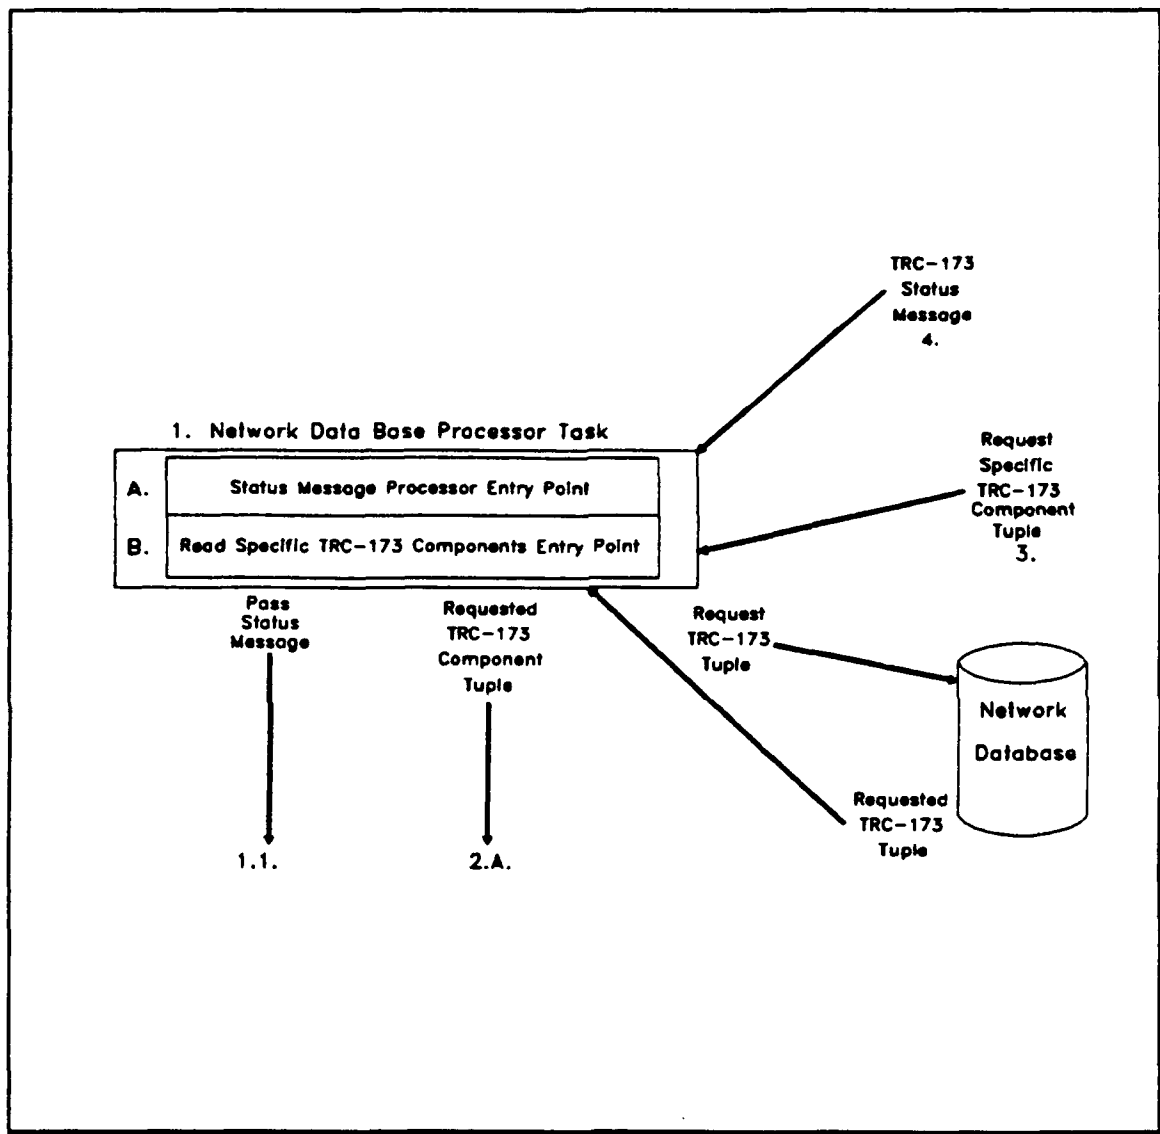 TRC-173
Status
Message
4.
1. Network Data Base Processor Task
A. Status Message Processor Entry Point
B. Read Specific TRC-173 Components Entry Point
Request
Specific
TRC-173
Component
Tuple
3.
Pass
Status
Message
1.1.
Requested
TRC-173
Component
Tuple
2.A.
Request
TRC-173
Tuple
Network
Database
Requested
TRC-173
Tuple